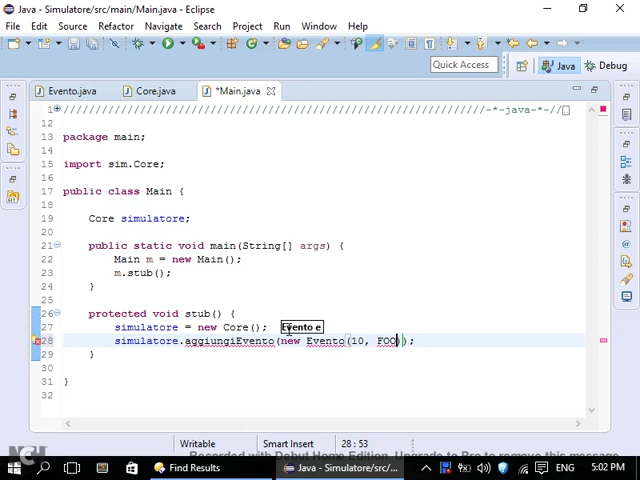 Java - Simulatore/src/main/Main.java - Eclipse
File Edit Source Refactor Navigate Search Project Run Window Help
Quick Access Java Debug
Evento.java Core.java *Main.java
1 ///////////////////////////////////////////////////////////////////////////-*-java-*-//
12
13 package main;
14
15 import sim.Core;
16
17 public class Main {
18
19 Core simulatore;
20
21 public static void main(String[] args) {
22 Main m = new Main();
23 m.stub();
24 }
25
26 protected void stub() {
27 simulatore = new Core(); Evento e
28 simulatore.aggiungiEvento(new Evento(10, FOO));
29 }
30
31 }
32
Writable Smart Insert 28 : 53
NCH
Recorded with Debut Home Edition. Upgrade to Pro to remove this message
Find Results Java - Simulatore/src/... ENG 5:02 PM